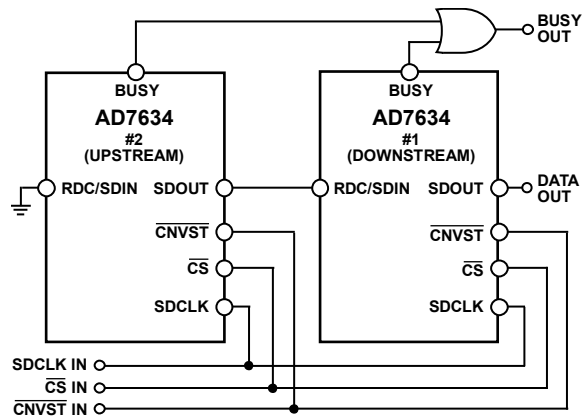 BUSY
OUT
BUSY
AD7634
#2
(UPSTREAM)
RDC/SDIN
SDOUT
CNVST
CS
SDCLK
BUSY
AD7634
#1
(DOWNSTREAM)
RDC/SDIN
SDOUT
DATA
OUT
CNVST
CS
SDCLK
SDCLK IN
CS IN
CNVST IN